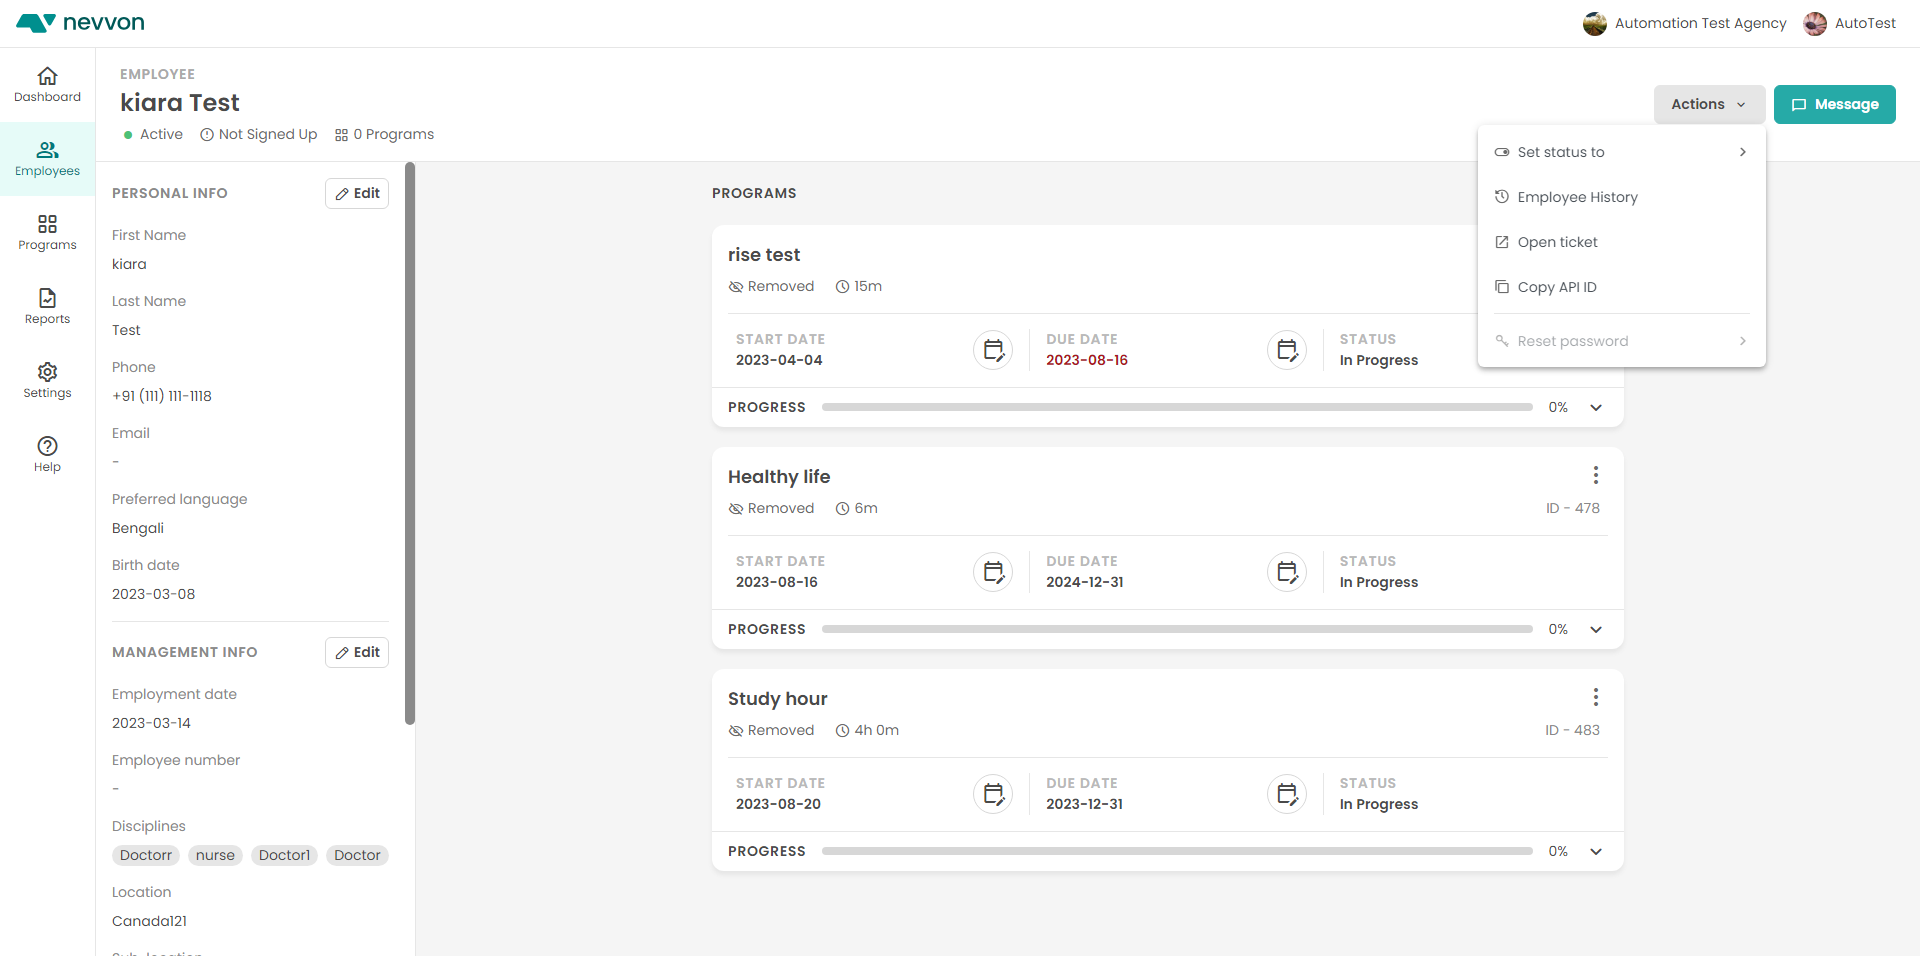 nevvon
Automation Test Agency
AutoTest
Dashboard
Employees
Programs
Reports
Settings
Help
EMPLOYEE
kiara Test
Active
Not Signed Up
0 Programs
Actions
Message
Set status to
Employee History
Open ticket
Copy API ID
Reset password
PERSONAL INFO
Edit
First Name
kiara
Last Name
Test
Phone
+91 (111) 111-1118
Email
-
Preferred language
Bengali
Birth date
2023-03-08
MANAGEMENT INFO
Edit
Employment date
2023-03-14
Employee number
-
Disciplines
Doctorr nurse Doctor1 Doctor
Location
Canada121
PROGRAMS
rise test
Removed 15m
START DATE
2023-04-04
DUE DATE
2023-08-16
STATUS
In Progress
PROGRESS 0%
Healthy life
Removed 6m
ID - 478
START DATE
2023-08-16
DUE DATE
2024-12-31
STATUS
In Progress
PROGRESS 0%
Study hour
Removed 4h 0m
ID - 483
START DATE
2023-08-20
DUE DATE
2023-12-31
STATUS
In Progress
PROGRESS 0%